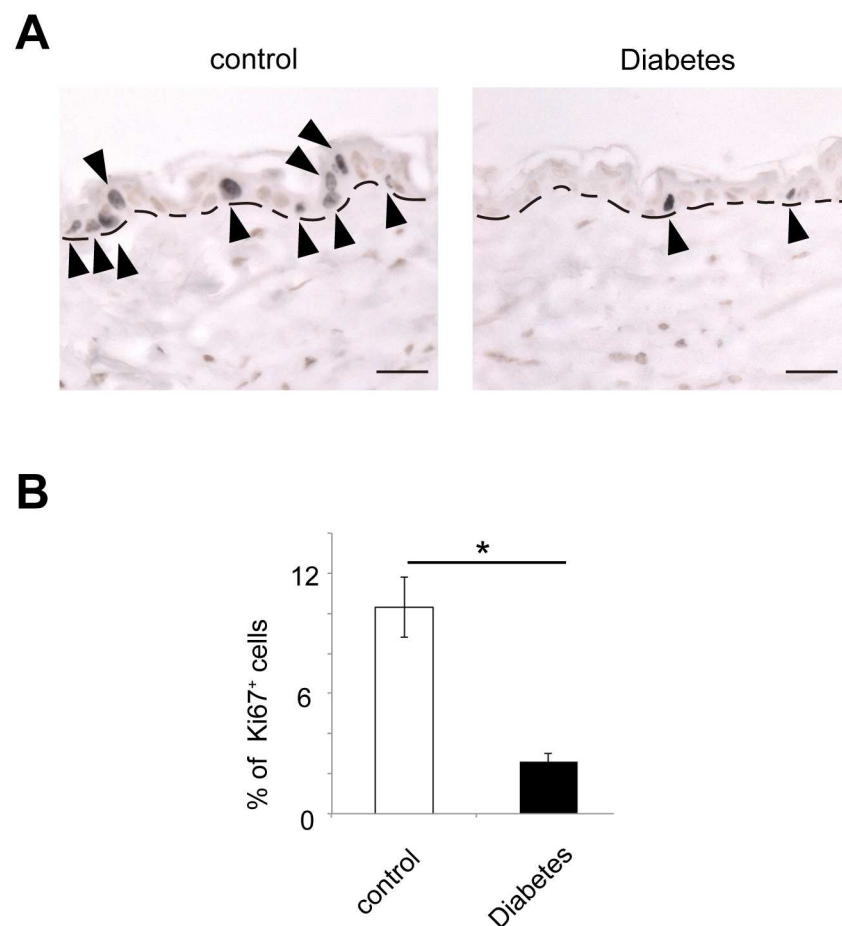 A
control
Diabetes
B
*
12
6
0
% of Ki67⁺ cells
control
Diabetes